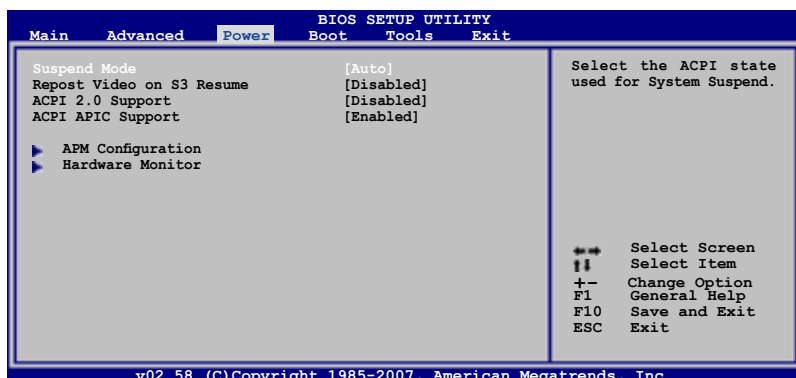 BIOS SETUP UTILITY
Main Advanced Power Boot Tools Exit
Suspend Mode [Auto]
Repost Video on S3 Resume [Disabled]
ACPI 2.0 Support [Disabled]
ACPI APIC Support [Enabled]
APM Configuration
Hardware Monitor
Select the ACPI state
used for System Suspend.
Select Screen
Select Item
+- Change Option
F1 General Help
F10 Save and Exit
ESC Exit
v02.58 (C)Copyright 1985-2007, American Megatrends, Inc.